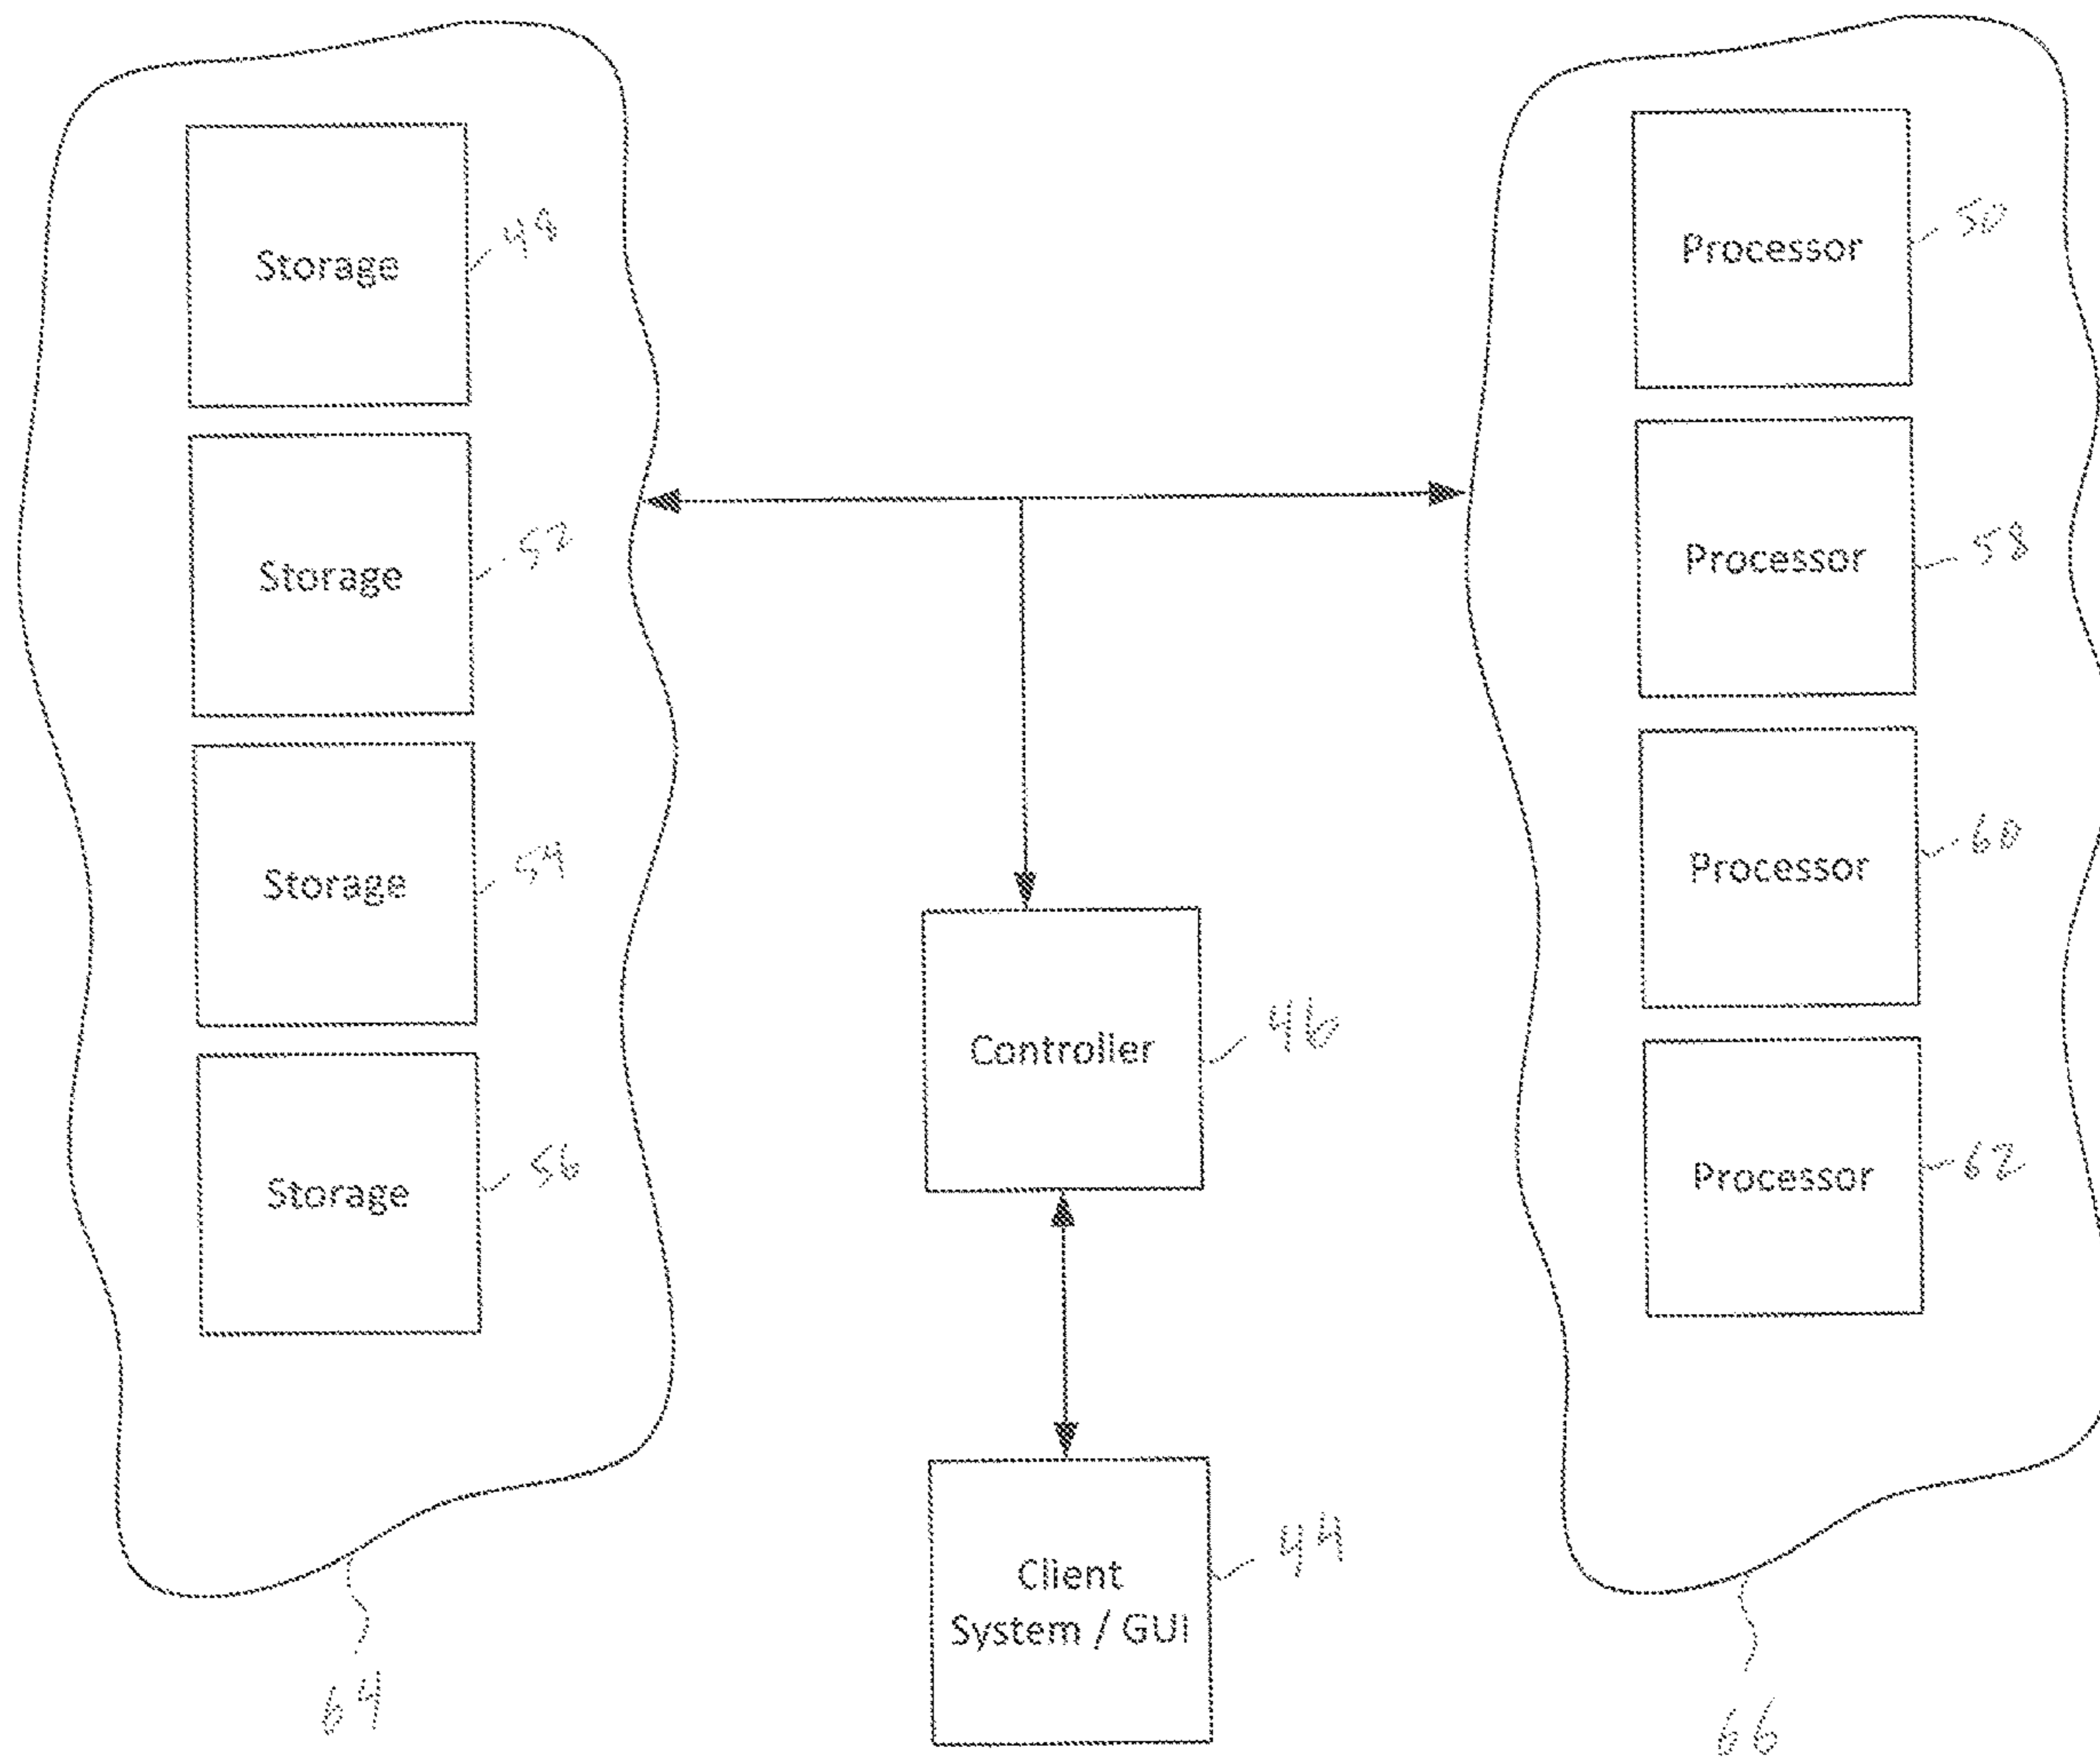 Storage
48
Storage
52
Storage
54
Storage
56
64
Controller
46
Client
System / GUI
44
Processor
50
Processor
58
Processor
60
Processor
62
66